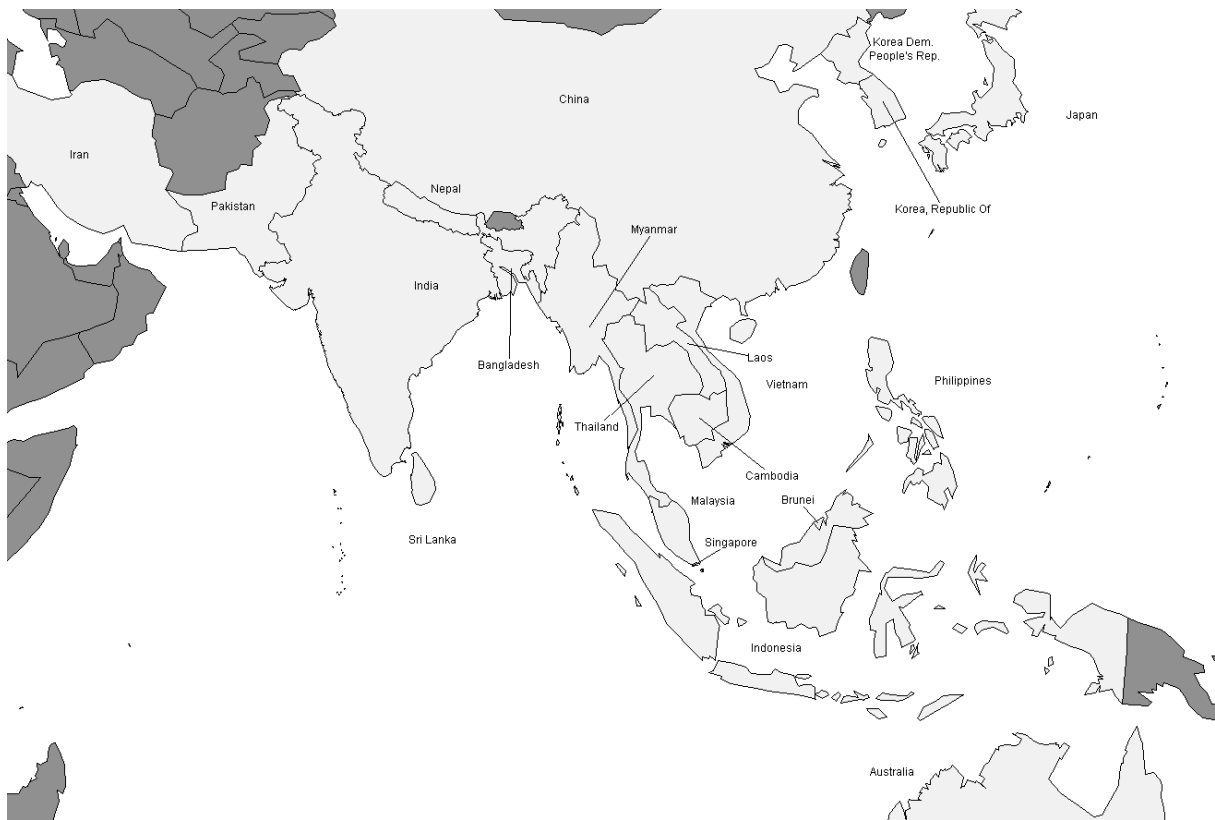 Korea Dem.
People's Rep.
China
Japan
Iran
Nepal
Pakistan
Korea, Republic Of
Myanmar
India
Laos
Bangladesh
Vietnam
Philippines
Thailand
Cambodia
Malaysia
Brunei
Sri Lanka
Singapore
Indonesia
Australia